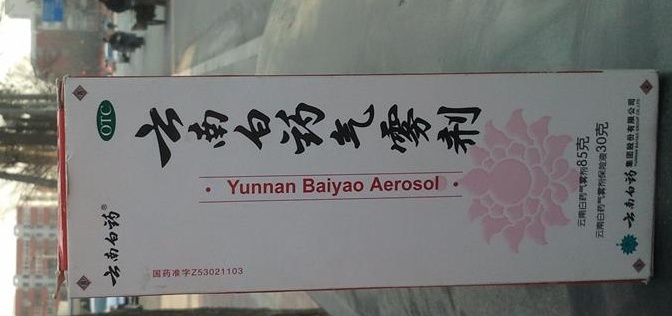 OTC
云南白药®
云南白药气雾剂
Yunnan Baiyao Aerosol
国药准字Z53021103
云南白药气雾剂85克
云南白药气雾剂保险液30克
云南白药集团股份有限公司